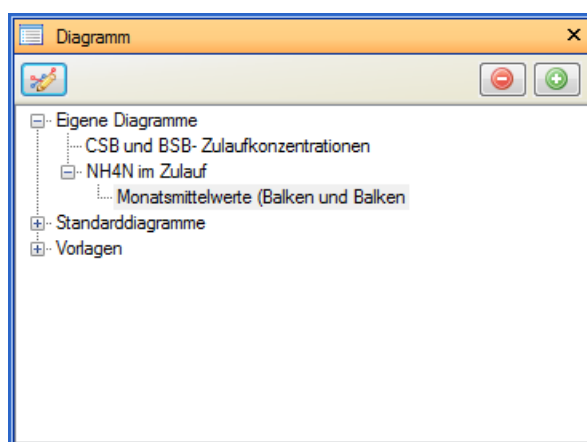 Diagramm
Eigene Diagramme
CSB und BSB- Zulaufkonzentrationen
NH4N im Zulauf
Monatsmittelwerte (Balken und Balken
Standarddiagramme
Vorlagen